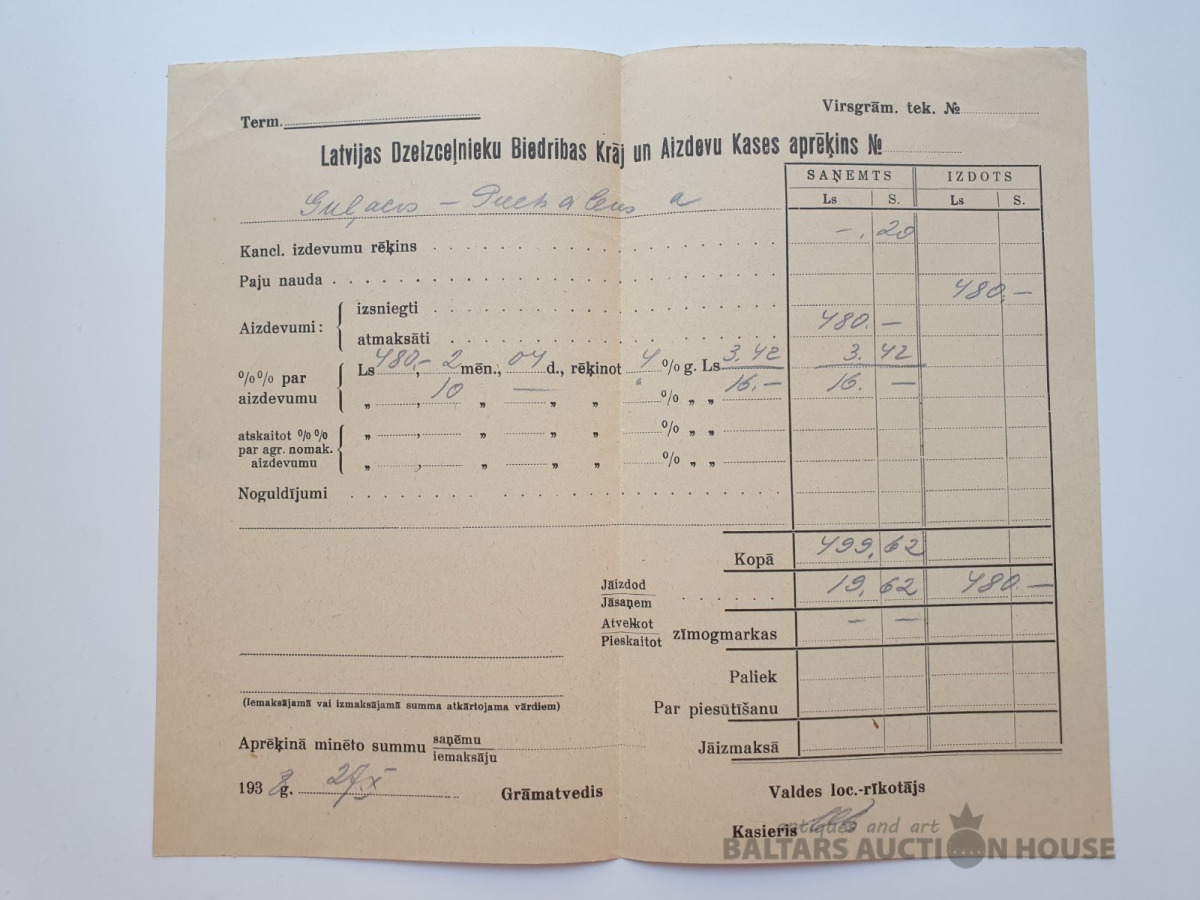 Term.
Virsgrām. tek. №
Latvijas Dzelzceļnieku Biedrības Krāj un Aizdevu Kases aprēķins №
SAŅEMTS IZDOTS
Ls S. Ls S.
Kancl. izdevumu rēķins —. 20
Paju nauda
Aizdevumi: izsniegti 480.—
atmaksāti 480. —
%% par aizdevumu
Ls 480.–, 2 mēn., 04 d., rēķinot 4 % g. Ls 3.42 3. 42
„ , 10 „ — „ „ % „ „ 16.— 16. —
atskaitot %% par agr. nomak. aizdevumu
„ , „ „ „ % „ „
„ , „ „ „ % „ „
Noguldījumi
Kopā 499,62
Jāizdod
Jāsaņem 19,62 480.—
Atvelkot
Pieskaitot zīmogmarkas — —
Paliek
(Iemaksājamā vai izmaksājamā summa atkārtojama vārdiem)
Par piesūtīšanu
Aprēķinā minēto summu saņēmu
iemaksāju
Jāizmaksā
1938 g. 27.X
Grāmatvedis
Valdes loc.-rīkotājs
Kasieris
antiques and art
BALTARS AUCTION HOUSE